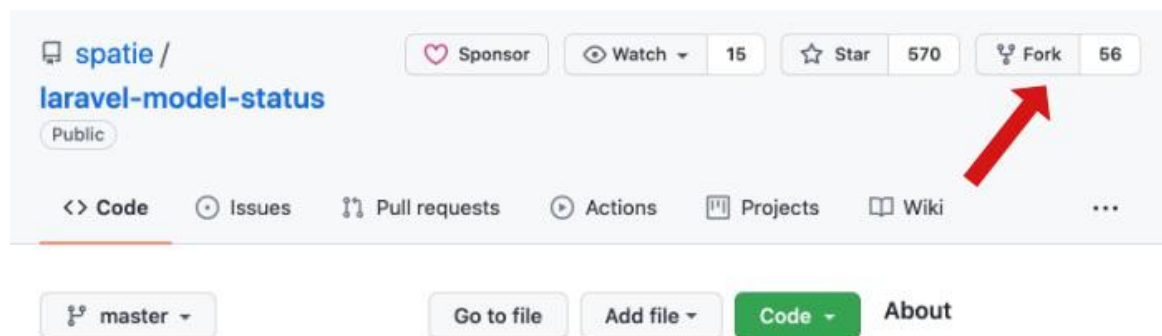 spatie /
Sponsor Watch 15 Star 570 Fork 56
laravel-model-status
Public
<> Code Issues Pull requests Actions Projects Wiki ...
master Go to file Add file Code About